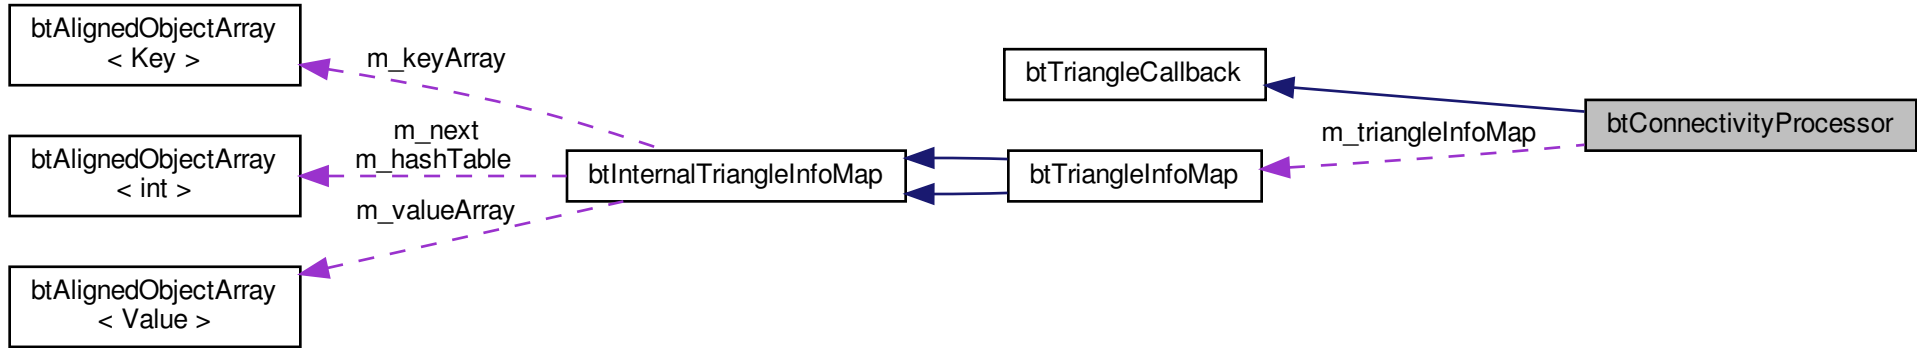 btAlignedObjectArray
< Key >
btAlignedObjectArray
< int >
btAlignedObjectArray
< Value >
m_keyArray
m_next
m_hashTable
m_valueArray
btInternalTriangleInfoMap
btTriangleCallback
btTriangleInfoMap
m_triangleInfoMap
btConnectivityProcessor